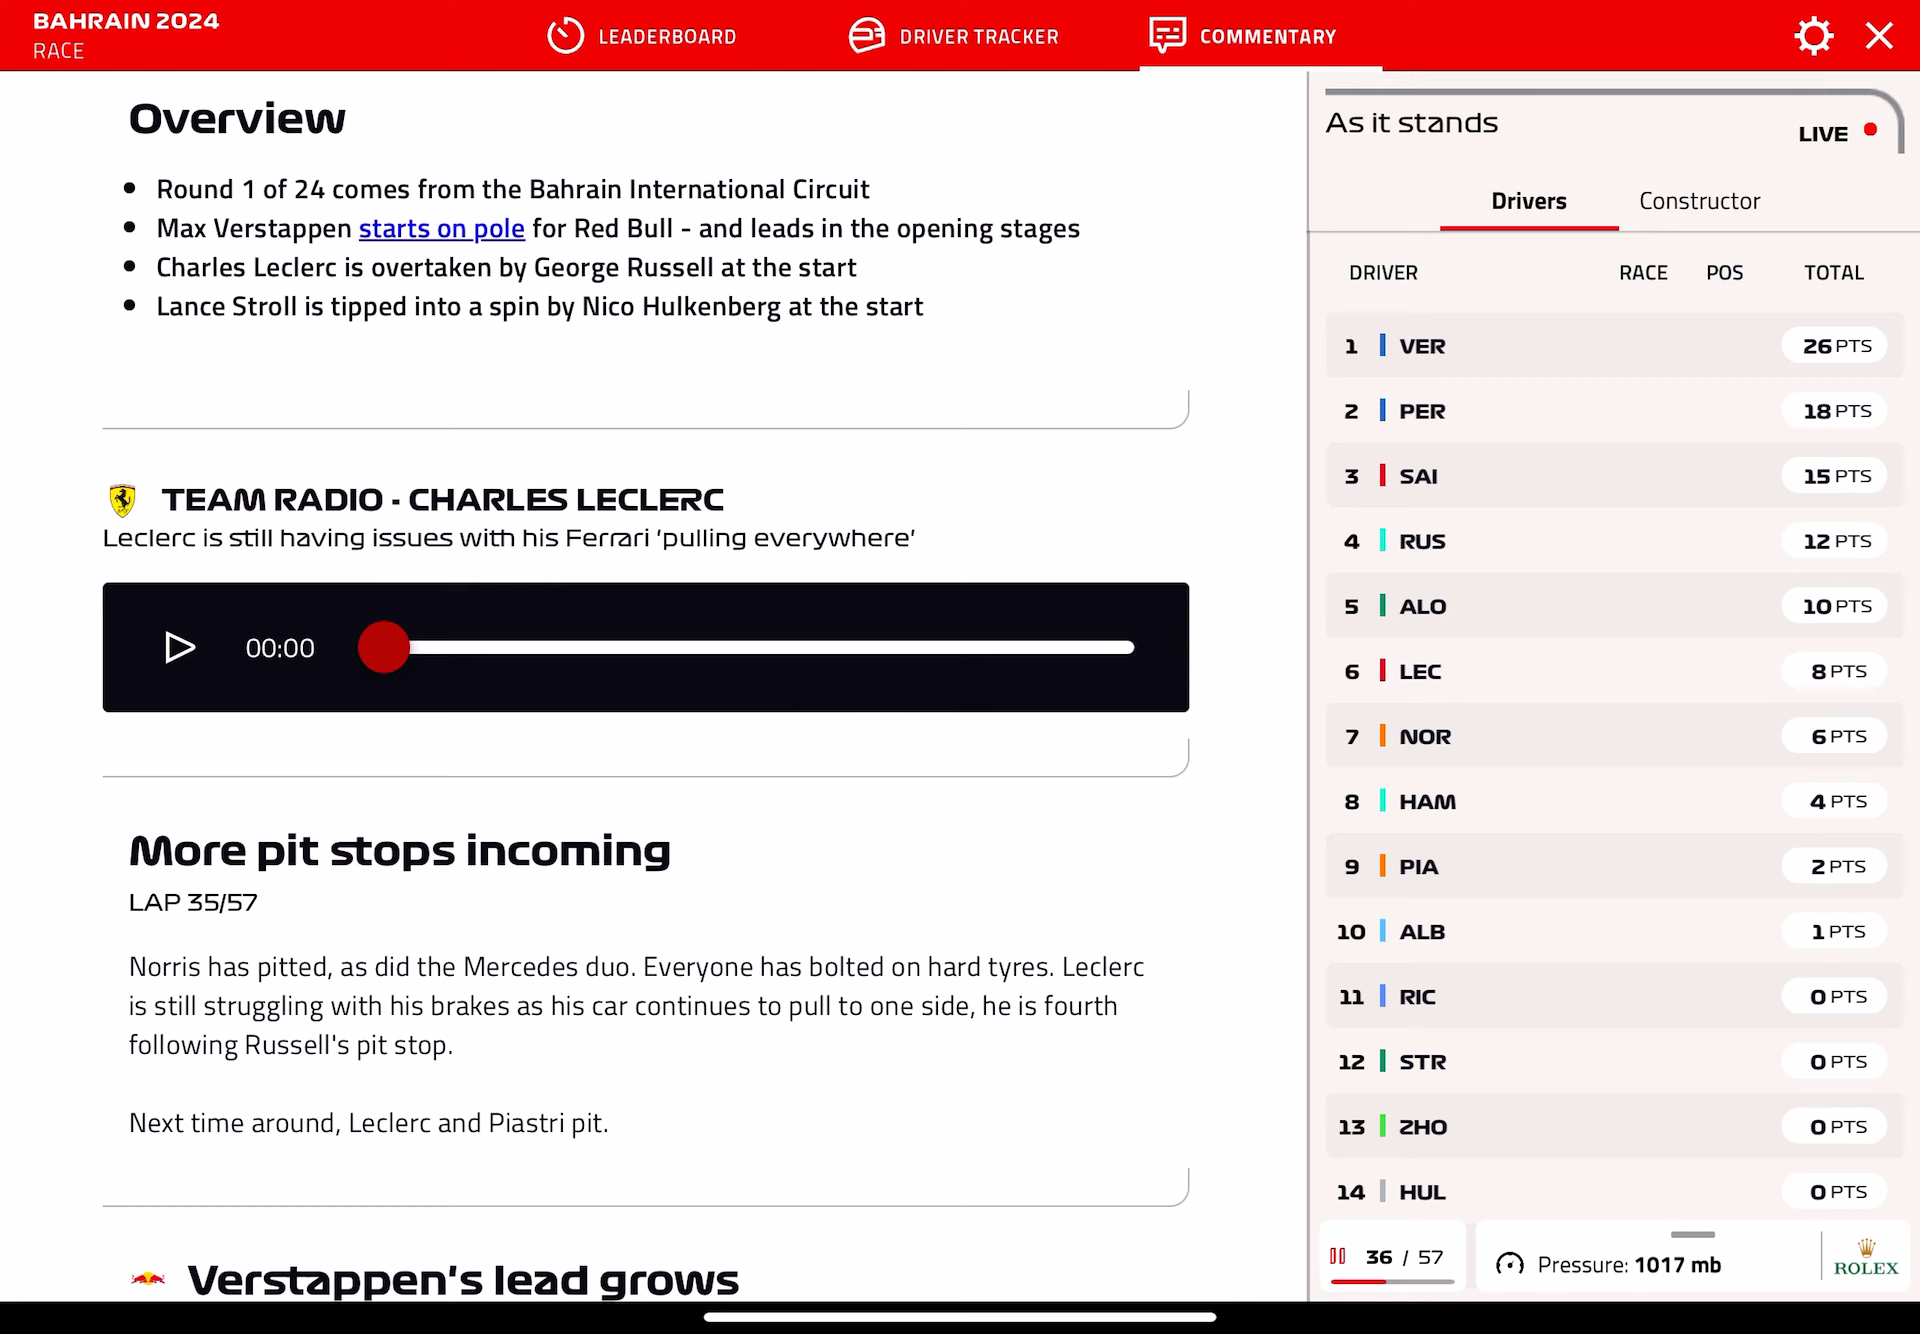 BAHRAIN 2024
RACE
LEADERBOARD
DRIVER TRACKER
COMMENTARY
Overview
Round 1 of 24 comes from the Bahrain International Circuit
Max Verstappen starts on pole for Red Bull - and leads in the opening stages
Charles Leclerc is overtaken by George Russell at the start
Lance Stroll is tipped into a spin by Nico Hulkenberg at the start
TEAM RADIO - CHARLES LECLERC
Leclerc is still having issues with his Ferrari 'pulling everywhere'
00:00
More pit stops incoming
LAP 35/57
Norris has pitted, as did the Mercedes duo. Everyone has bolted on hard tyres. Leclerc
is still struggling with his brakes as his car continues to pull to one side, he is fourth
following Russell's pit stop.
Next time around, Leclerc and Piastri pit.
Verstappen's lead grows
As it stands
LIVE
Drivers
Constructor
DRIVER RACE POS TOTAL
1 VER 26 PTS
2 PER 18 PTS
3 SAI 15 PTS
4 RUS 12 PTS
5 ALO 10 PTS
6 LEC 8 PTS
7 NOR 6 PTS
8 HAM 4 PTS
9 PIA 2 PTS
10 ALB 1 PTS
11 RIC 0 PTS
12 STR 0 PTS
13 ZHO 0 PTS
14 HUL 0 PTS
36 / 57
Pressure: 1017 mb
ROLEX